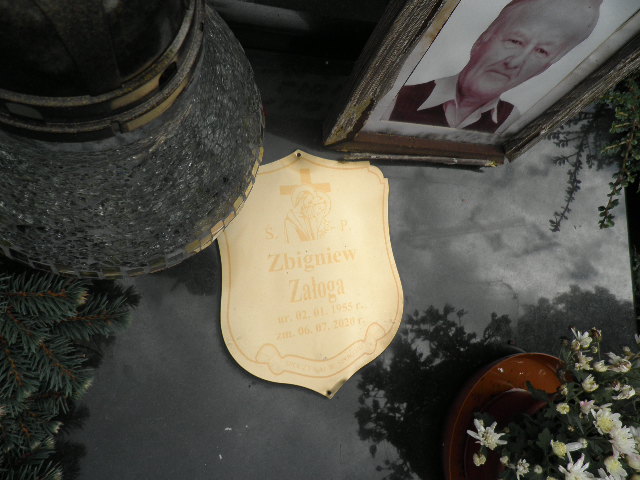 Ś. P.
Zbigniew
Załoga
ur. 02. 01. 1955 r.
zm. 06. 07. 2020 r.